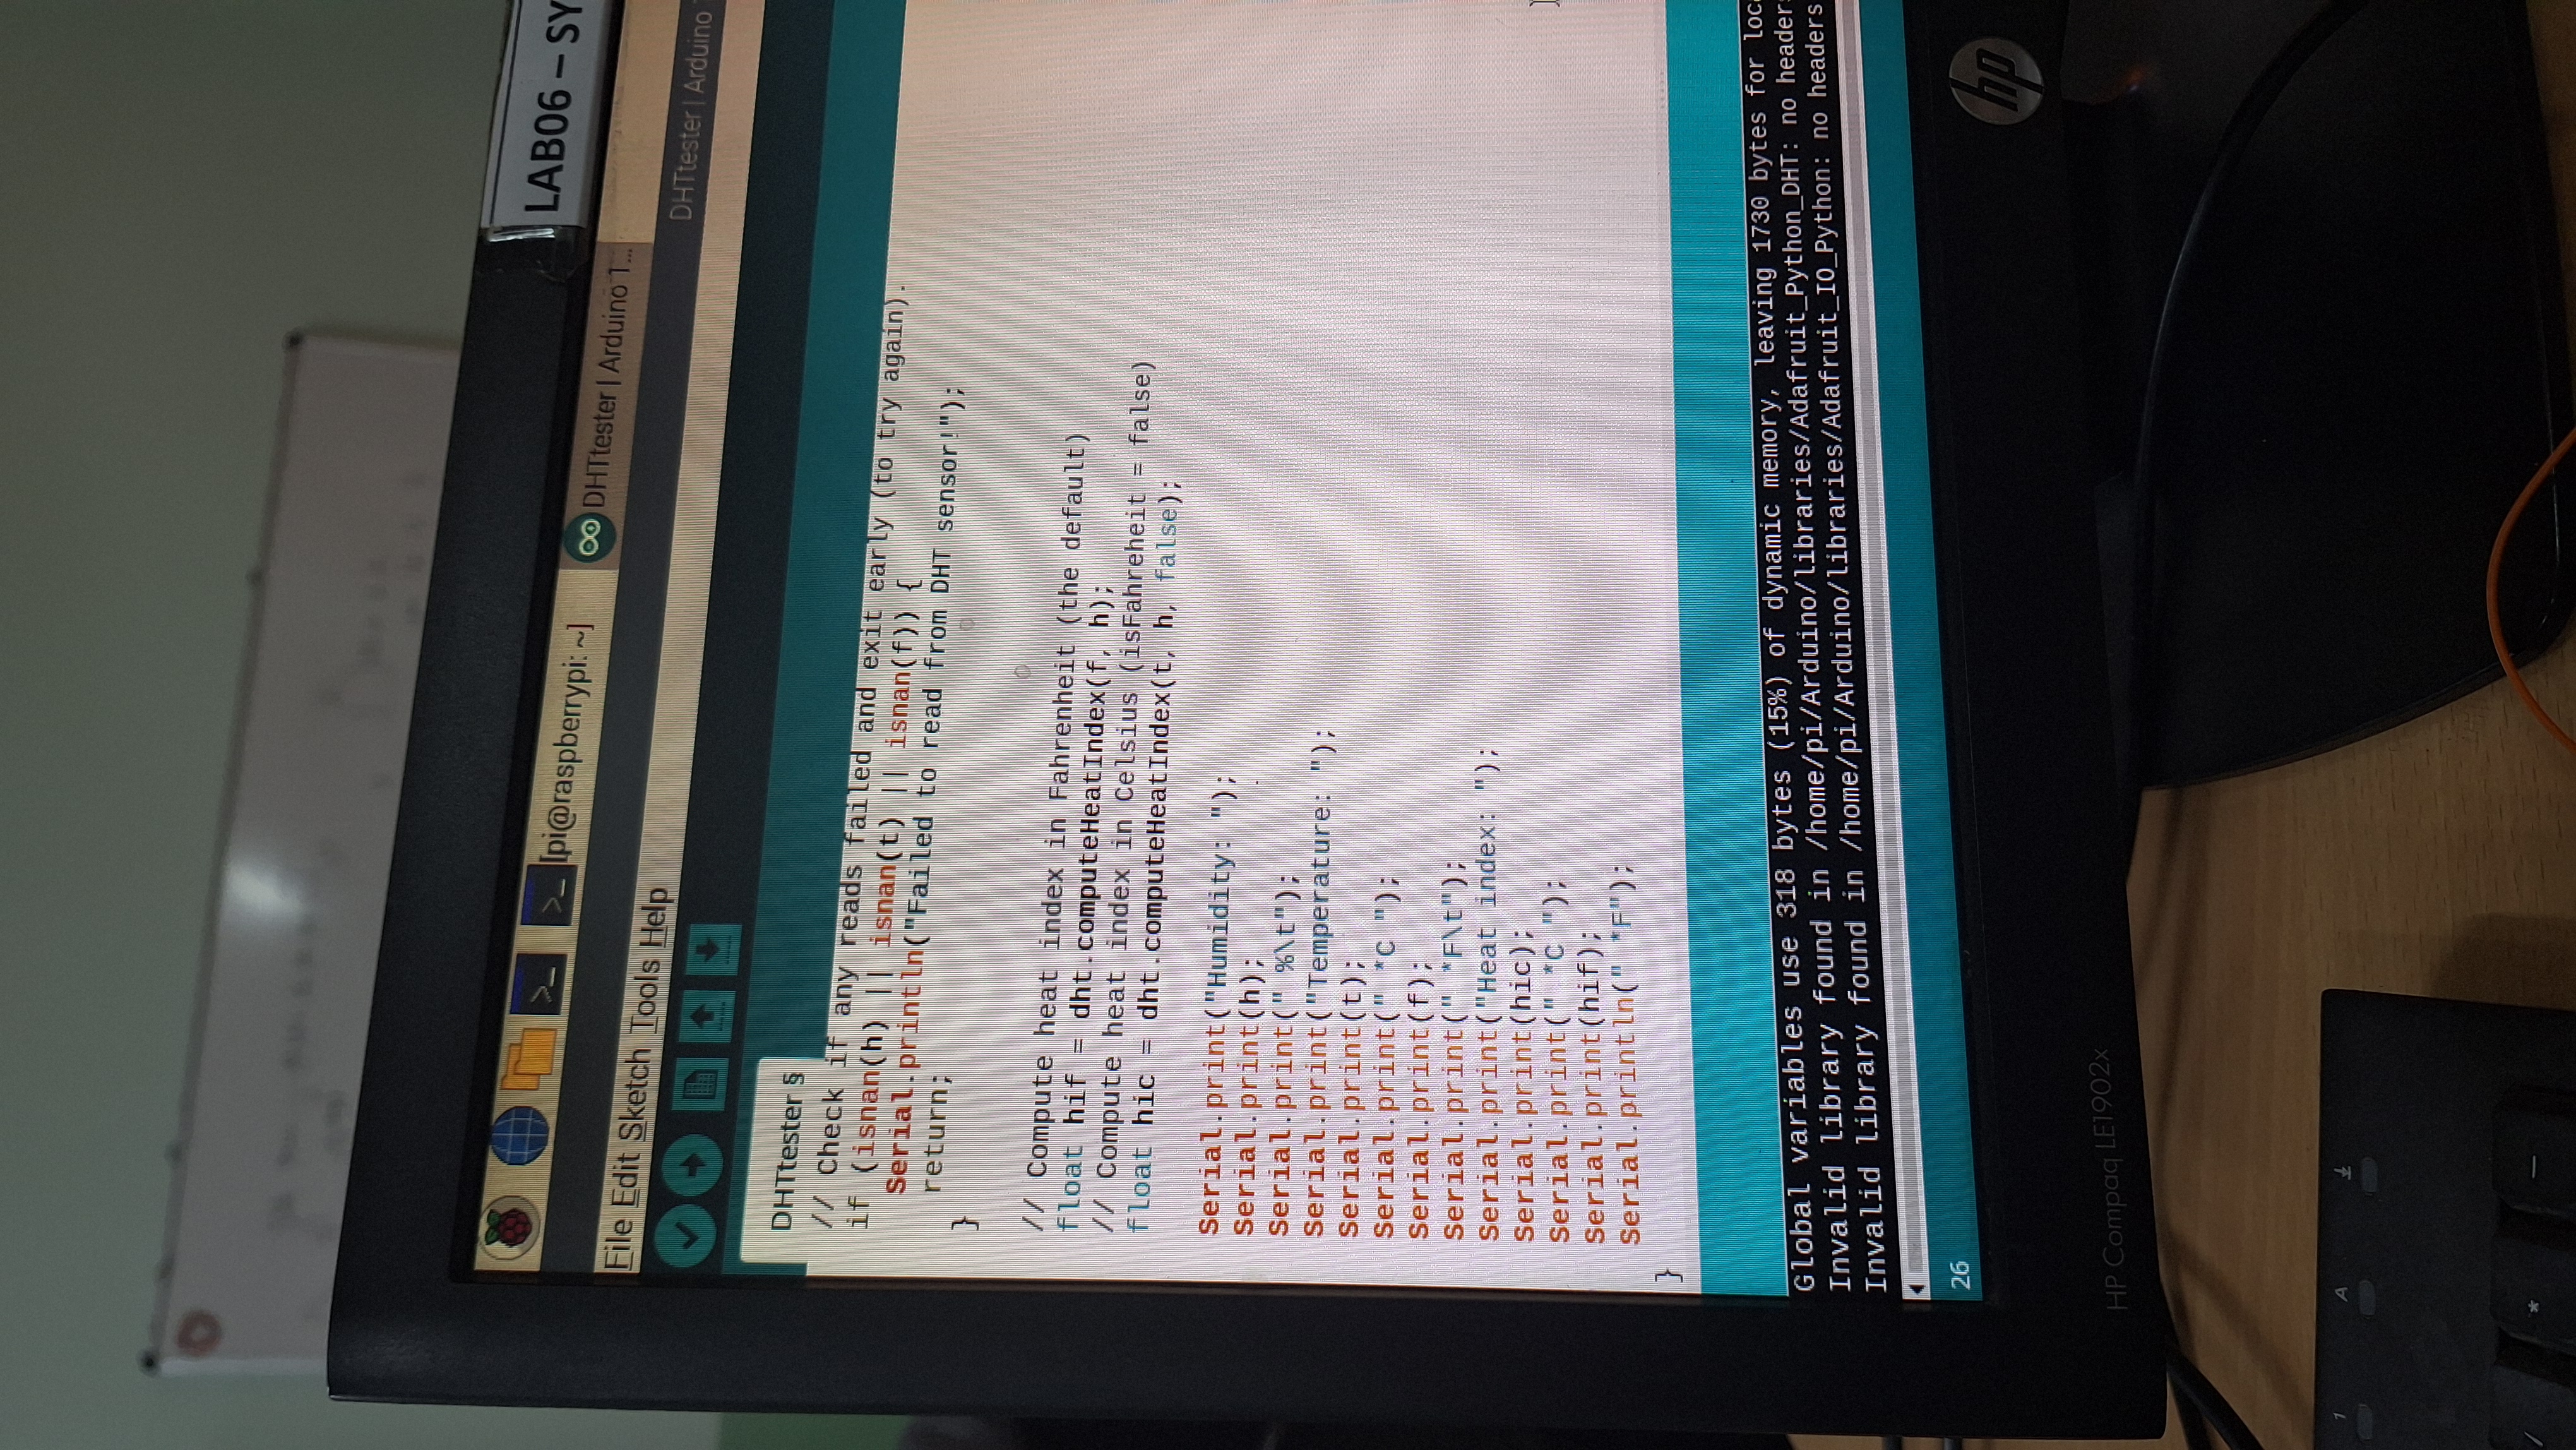 LAB06 – SY
[pi@raspberrypi: ~]
DHTtester | Arduino 1...
DHTtester | Arduino
File Edit Sketch Tools Help
DHTtester §
// Check if any reads failed and exit early (to try again).
if (isnan(h) || isnan(t) || isnan(f)) {
Serial.println("Failed to read from DHT sensor!");
return;
}
// Compute heat index in Fahrenheit (the default)
float hif = dht.computeHeatIndex(f, h);
// Compute heat index in Celsius (isFahreheit = false)
float hic = dht.computeHeatIndex(t, h, false);
Serial.print("Humidity: ");
Serial.print(h);
Serial.print(" %\t");
Serial.print("Temperature: ");
Serial.print(t);
Serial.print(" *C ");
Serial.print(f);
Serial.print(" *F\t");
Serial.print("Heat index: ");
Serial.print(hic);
Serial.print(" *C ");
Serial.print(hif);
Serial.println(" *F");
}
Global variables use 318 bytes (15%) of dynamic memory, leaving 1730 bytes for loc
Invalid library found in /home/pi/Arduino/libraries/Adafruit_Python_DHT: no headers
Invalid library found in /home/pi/Arduino/libraries/Adafruit_IO_Python: no headers
26
hp
HP Compaq LE1902x
1 A
/ * –